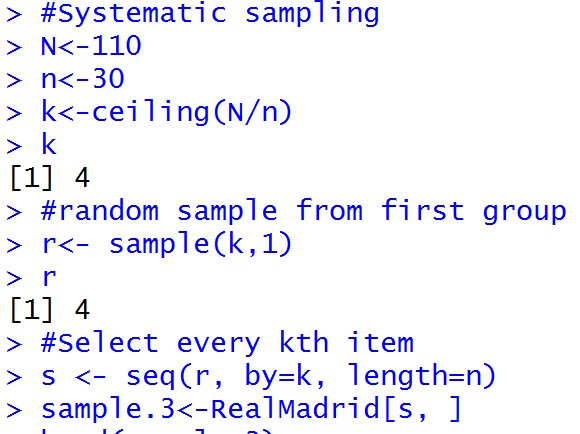 > #Systematic sampling
> N<-110
> n<-30
> k<-ceiling(N/n)
> k
[1] 4
> #random sample from first group
> r<- sample(k,1)
> r
[1] 4
> #Select every kth item
> s <- seq(r, by=k, length=n)
> sample.3<-RealMadrid[s, ]